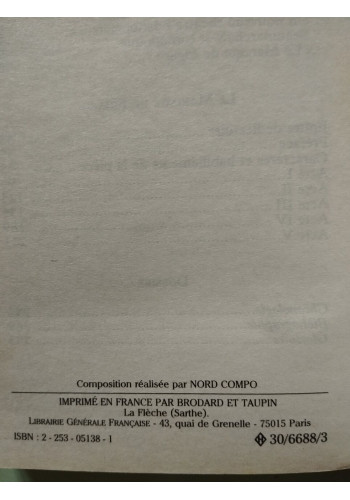 Composition réalisée par NORD COMPO
IMPRIMÉ EN FRANCE PAR BRODARD ET TAUPIN
La Flèche (Sarthe).
LIBRAIRIE GÉNÉRALE FRANÇAISE - 43, quai de Grenelle - 75015 Paris
ISBN : 2 - 253 - 05138 - 1
30/6688/3